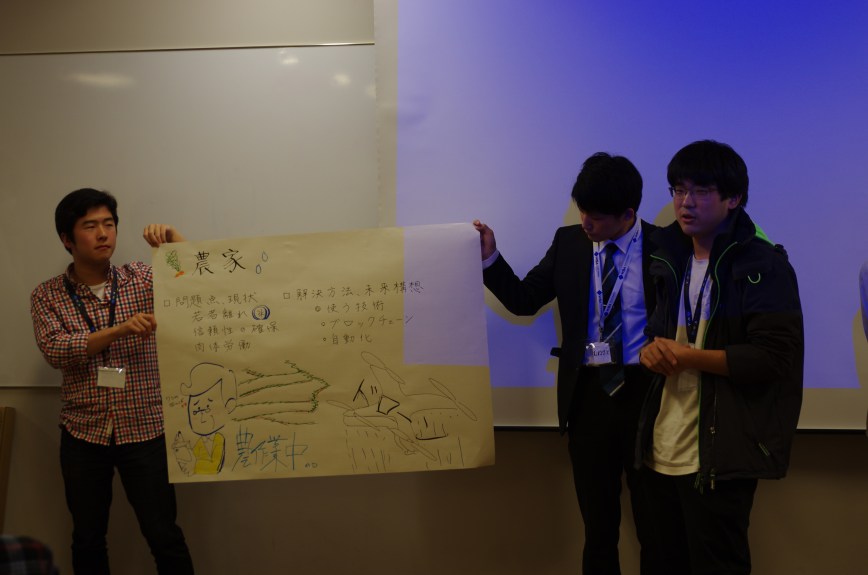 農家
□ 問題点、現状
若者離れ
信頼性の確保
肉体労働
□ 解決方法、未来構想
○使う技術
○ブロックチェーン
○自動化
農作業中
ドロ